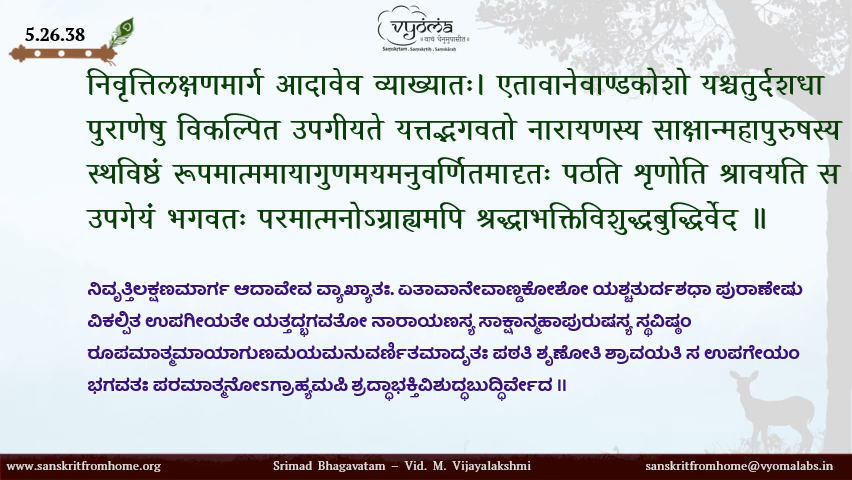 5.26.38
vyoma
॥ वाचं धेनुमुपासीत॥
Samskritam, Samskriti, Samskaara
निवृत्तिलक्षणमार्ग आदावेव व्याख्यातः। एतावानेवाण्डकोशो यश्चतुर्दशधा
पुराणेषु विकल्पित उपगीयते यत्तद्भगवतो नारायणस्य साक्षान्महापुरुषस्य
स्थविष्ठं रूपमात्ममायागुणमयमनुवर्णितमादृतः पठति शृणोति श्रावयति स
उपगेयं भगवतः परमात्मनोऽग्राह्यमपि श्रद्धाभक्तिविशुद्धबुद्धिर्वेद ॥
ನಿವೃತ್ತಿಲಕ್ಷಣಮಾರ್ಗ ಆದಾವೇವ ವ್ಯಾಖ್ಯಾತಃ. ಏತಾವಾನೇವಾಣ್ಡಕೋಶೋ ಯಶ್ಚತುರ್ದಶಧಾ ಪುರಾಣೇಷು
ವಿಕಲ್ಪಿತ ಉಪಗೀಯತೇ ಯತ್ತದ್ಭಗವತೋ ನಾರಾಯಣಸ್ಯ ಸಾಕ್ಷಾನ್ಮಹಾಪುರುಷಸ್ಯ ಸ್ಥವಿಷ್ಠಂ
ರೂಪಮಾತ್ಮಮಾಯಾಗುಣಮಯಮನುವರ್ಣಿತಮಾದೃತಃ ಪಠತಿ ಶೃಣೋತಿ ಶ್ರಾವಯತಿ ಸ ಉಪಗೇಯಂ
ಭಗವತಃ ಪರಮಾತ್ಮನೋಽಗ್ರಾಹ್ಯಮಪಿ ಶ್ರದ್ಧಾಭಕ್ತಿವಿಶುದ್ಧಬುದ್ಧಿರ್ವೇದ ॥
www.sanskritfromhome.org Srimad Bhagavatam – Vid. M. Vijayalakshmi sanskritfromhome@vyomalabs.in